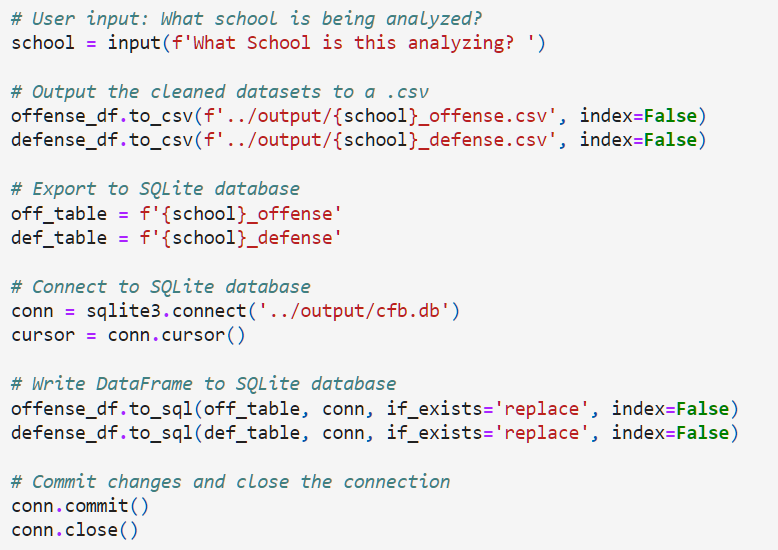 # User input: What school is being analyzed?
school = input(f'What School is this analyzing? ')
# Output the cleaned datasets to a .csv
offense_df.to_csv(f'../output/{school}_offense.csv', index=False)
defense_df.to_csv(f'../output/{school}_defense.csv', index=False)
# Export to SQLite database
off_table = f'{school}_offense'
def_table = f'{school}_defense'
# Connect to SQLite database
conn = sqlite3.connect('../output/cfb.db')
cursor = conn.cursor()
# Write DataFrame to SQLite database
offense_df.to_sql(off_table, conn, if_exists='replace', index=False)
defense_df.to_sql(def_table, conn, if_exists='replace', index=False)
# Commit changes and close the connection
conn.commit()
conn.close()